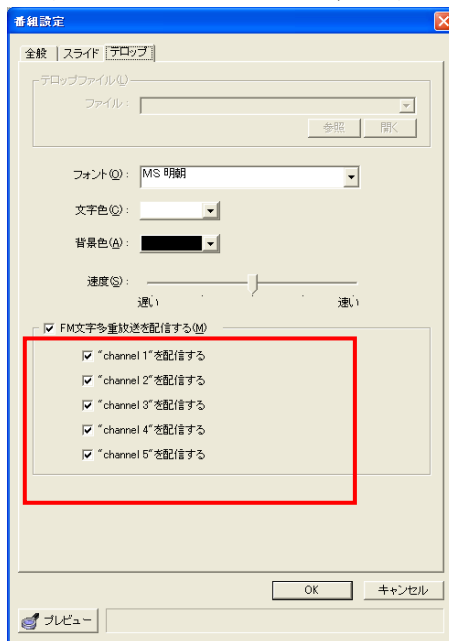 番組設定
全般 スライド テロップ
テロップファイル(L)
ファイル:
参照 開く
フォント(O): MS 明朝
文字色(C):
背景色(A):
速度(S):
遅い 速い
FM文字多重放送を配信する(M)
"channel 1"を配信する
"channel 2"を配信する
"channel 3"を配信する
"channel 4"を配信する
"channel 5"を配信する
OK キャンセル
プレビュー